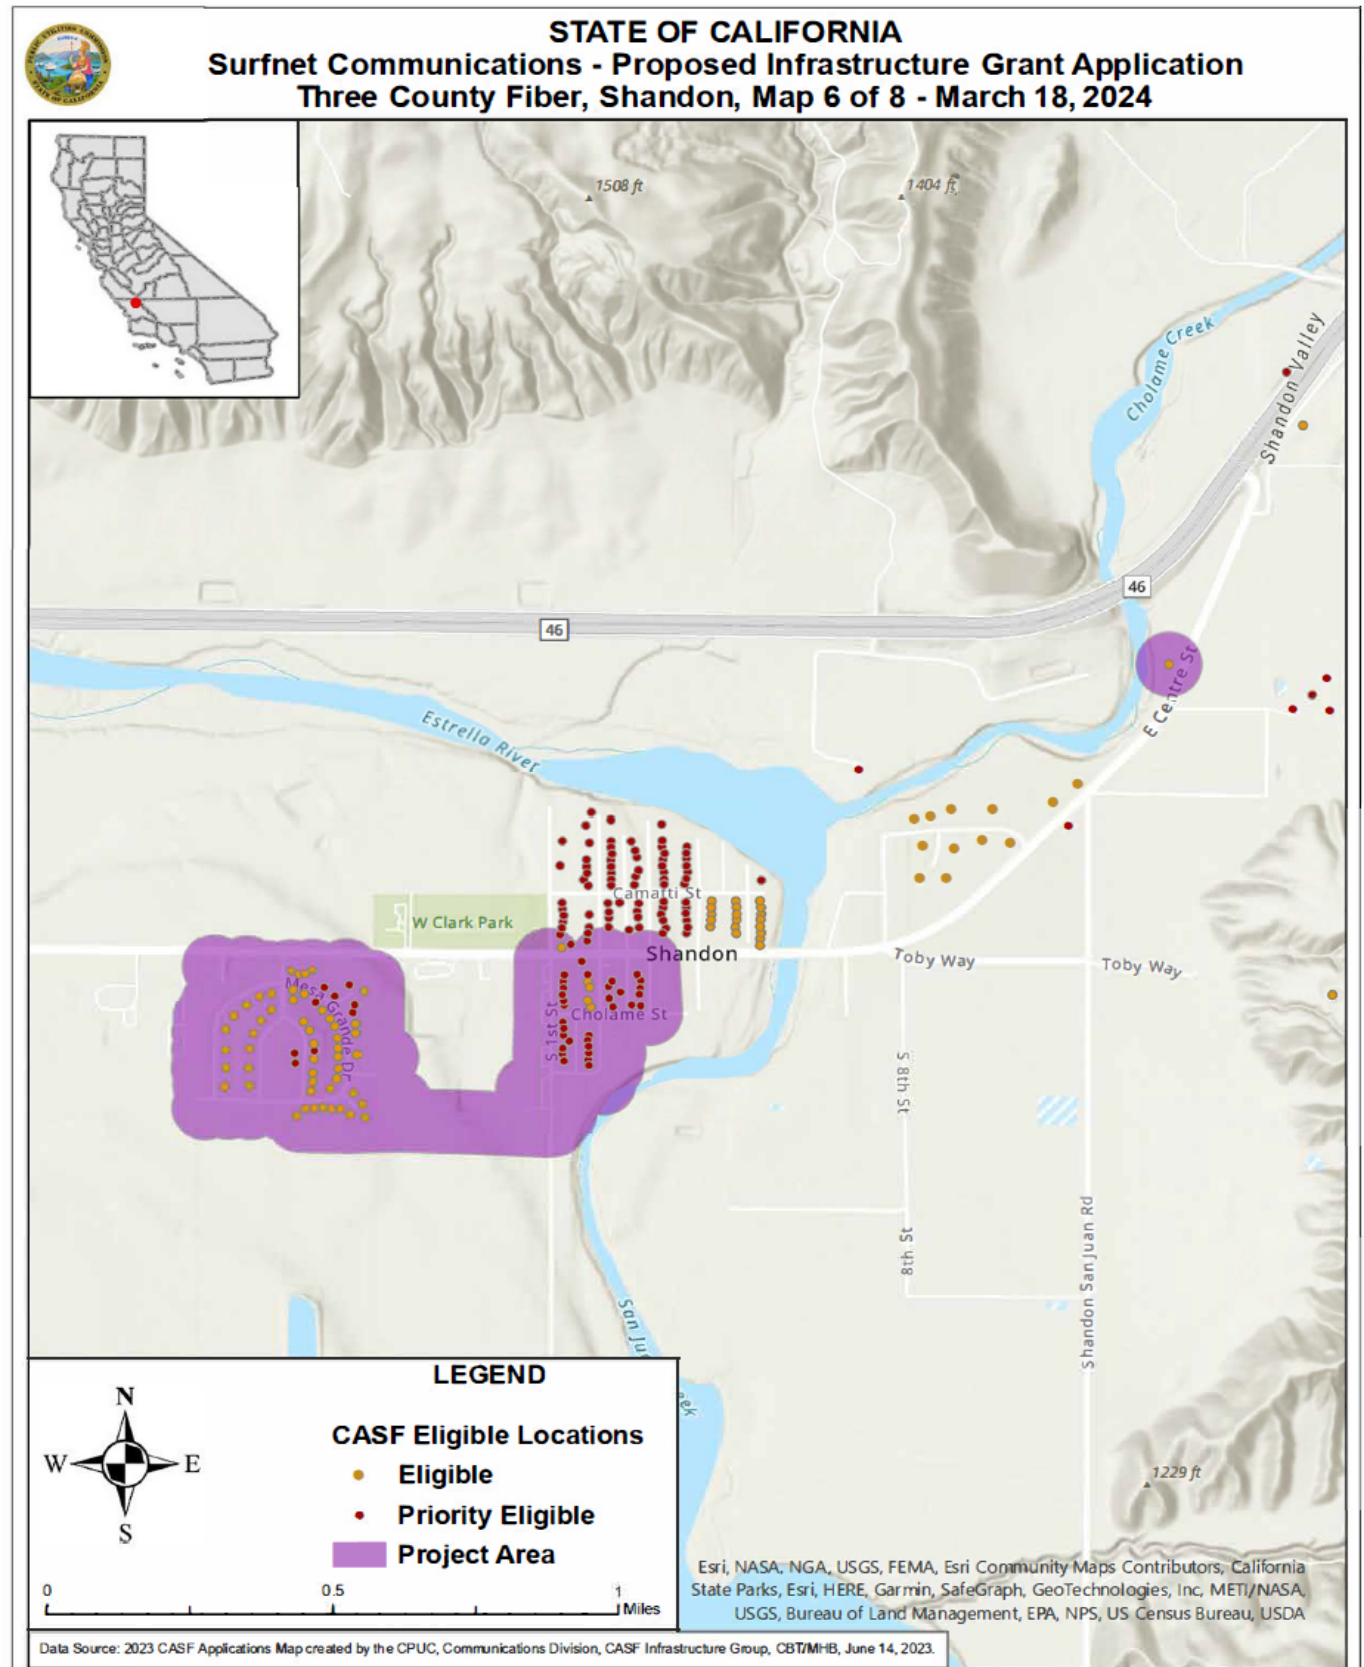 STATE OF CALIFORNIA
Surfnet Communications - Proposed Infrastructure Grant Application
Three County Fiber, Shandon, Map 6 of 8 - March 18, 2024
1508 ft
1404 ft
Cholame Creek
Shandon Valley
46
46
E Centre St
Estrella River
Camatti St
W Clark Park
Shandon
Toby Way
Toby Way
Mesa Grande Dr
S 1st St
Cholame St
S 8th St
8th St
Shandon San Juan Rd
San Ju
eek
1229 ft
LEGEND
CASF Eligible Locations
Eligible
Priority Eligible
Project Area
N
W
E
S
0
0.5
1
Miles
Esri, NASA, NGA, USGS, FEMA, Esri Community Maps Contributors, California
State Parks, Esri, HERE, Garmin, SafeGraph, GeoTechnologies, Inc, METI/NASA,
USGS, Bureau of Land Management, EPA, NPS, US Census Bureau, USDA
Data Source: 2023 CASF Applications Map created by the CPUC, Communications Division, CASF Infrastructure Group, CBT/MHB, June 14, 2023.